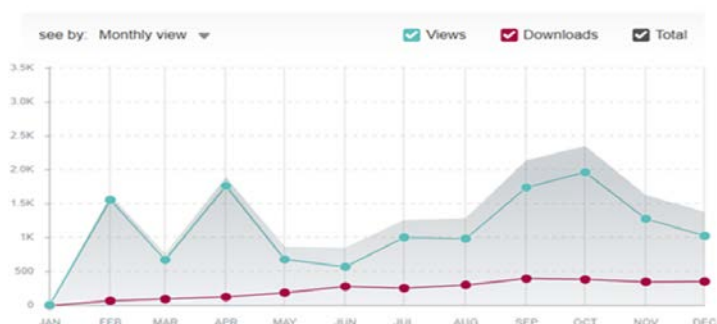 see by: Monthly view Views Downloads Total
3.5K
3.0K
2.5K
2.0K
1.5K
1K
500
0
JAN FEB MAR APR MAY JUN JUL AUG SEP OCT NOV DEC